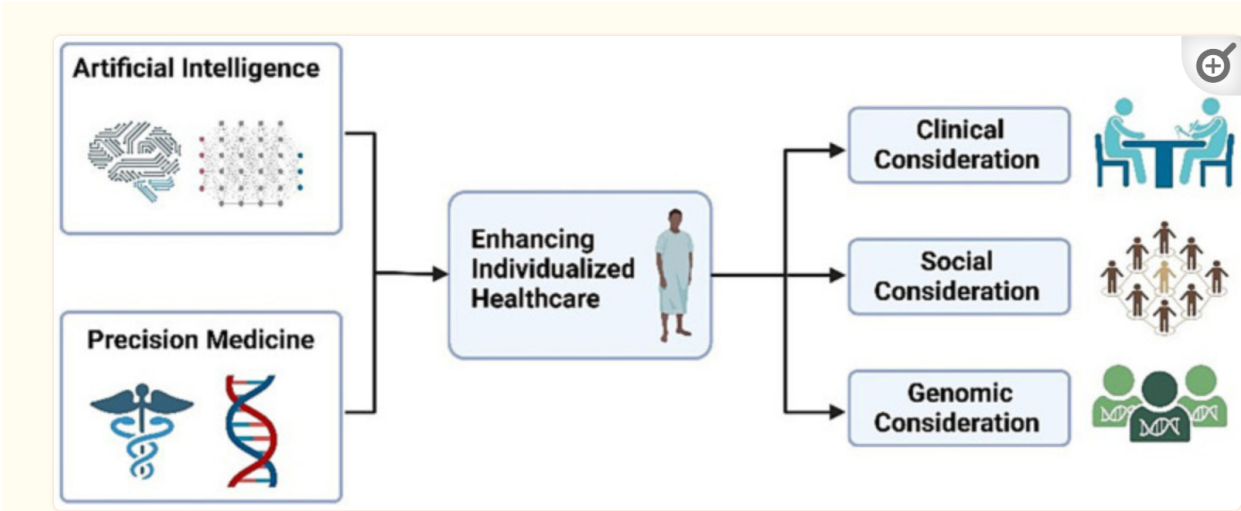 Artificial Intelligence
Precision Medicine
Enhancing
Individualized
Healthcare
Clinical
Consideration
Social
Consideration
Genomic
Consideration